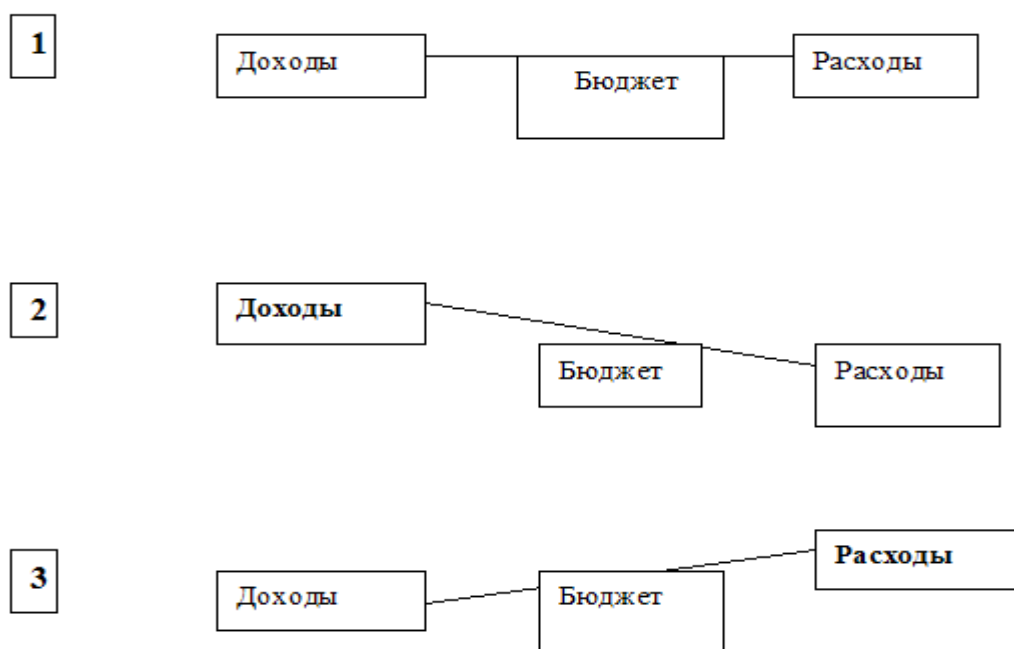 1
Доходы
Бюджет
Расходы
2
Доходы
Бюджет
Расходы
3
Доходы
Бюджет
Расходы